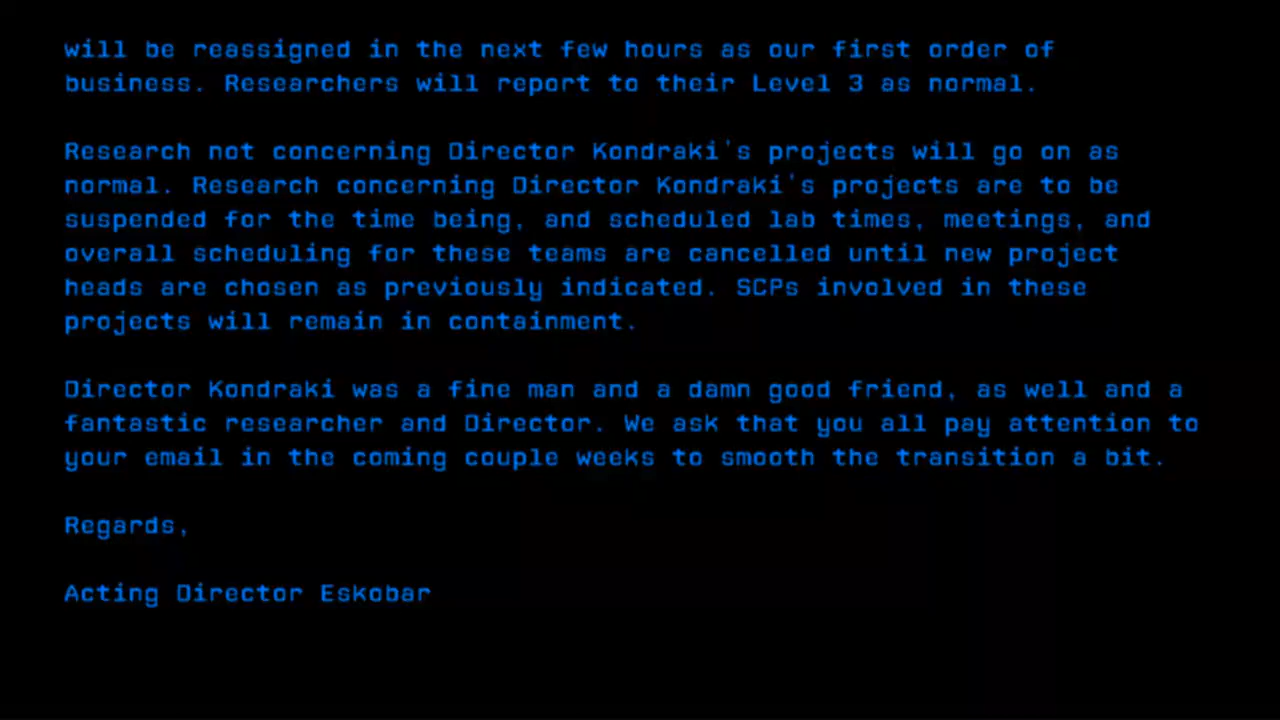 will be reassigned in the next few hours as our first order of
business. Researchers will report to their Level 3 as normal.
Research not concerning Director Kondraki's projects will go on as
normal. Research concerning Director Kondraki's projects are to be
suspended for the time being, and scheduled lab times, meetings, and
overall scheduling for these teams are cancelled until new project
heads are chosen as previously indicated. SCPs involved in these
projects will remain in containment.
Director Kondraki was a fine man and a damn good friend, as well and a
fantastic researcher and Director. We ask that you all pay attention to
your email in the coming couple weeks to smooth the transition a bit.
Regards,
Acting Director Eskobar